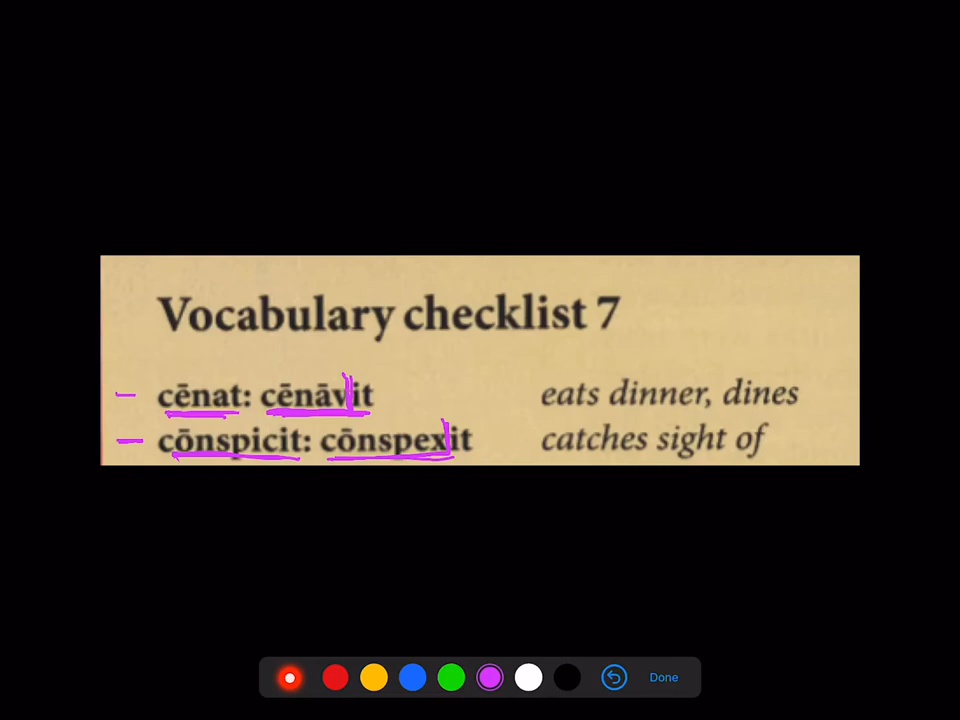 Vocabulary checklist 7
cēnat: cēnāvit eats dinner, dines
cōnspicit: cōnspexit catches sight of
Done